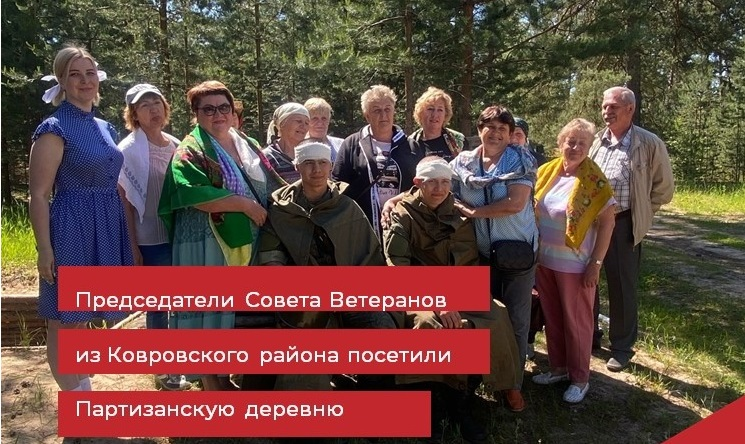 Председатели Совета Ветеранов
из Ковровского района посетили
Партизанскую деревню